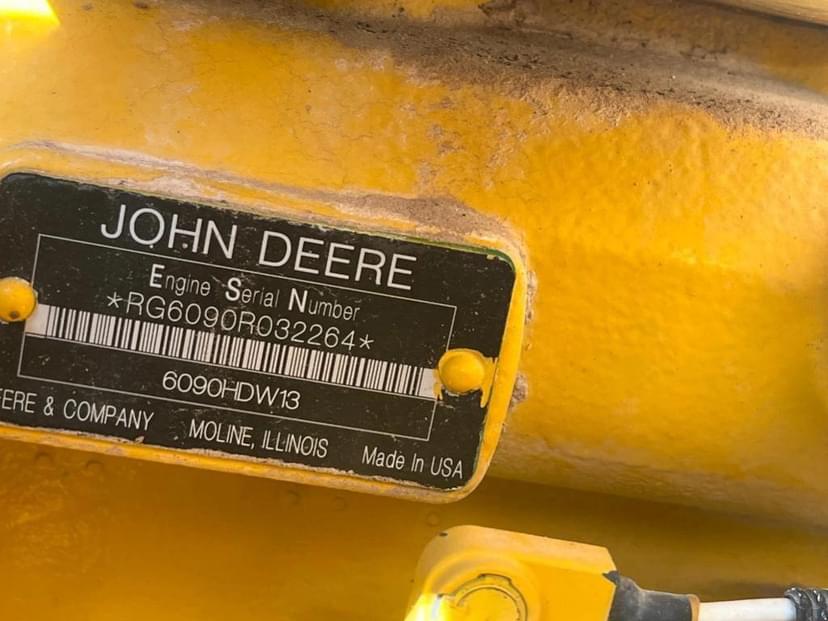 JOHN DEERE
Engine Serial Number
*RG6090R032264*
6090HDW13
ERE & COMPANY MOLINE, ILLINOIS Made In USA